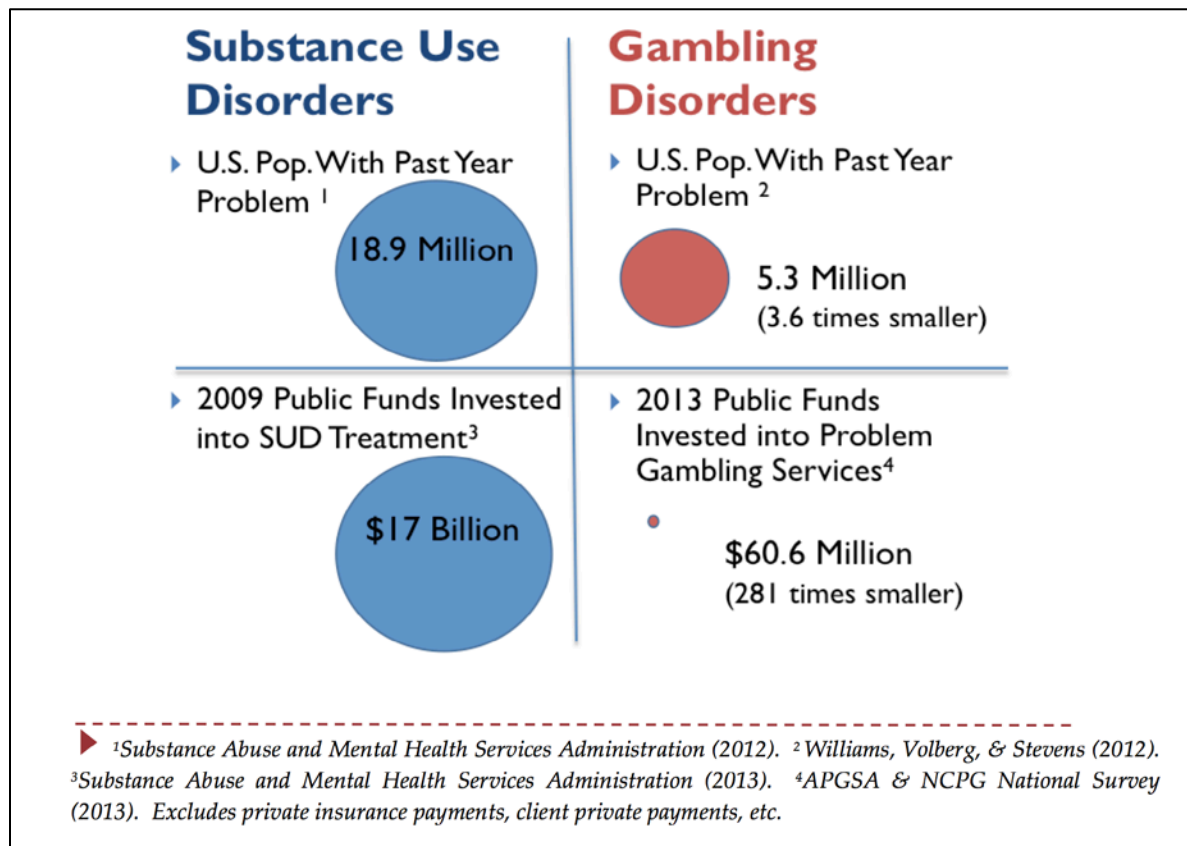 Substance Use
Disorders
U.S. Pop. With Past Year
Problem 1
18.9 Million
Gambling
Disorders
U.S. Pop. With Past Year
Problem 2
5.3 Million
(3.6 times smaller)
2009 Public Funds Invested
into SUD Treatment3
$17 Billion
2013 Public Funds
Invested into Problem
Gambling Services4
$60.6 Million
(281 times smaller)
1Substance Abuse and Mental Health Services Administration (2012). 2 Williams, Volberg, & Stevens (2012).
3Substance Abuse and Mental Health Services Administration (2013). 4APGSA & NCPG National Survey
(2013). Excludes private insurance payments, client private payments, etc.